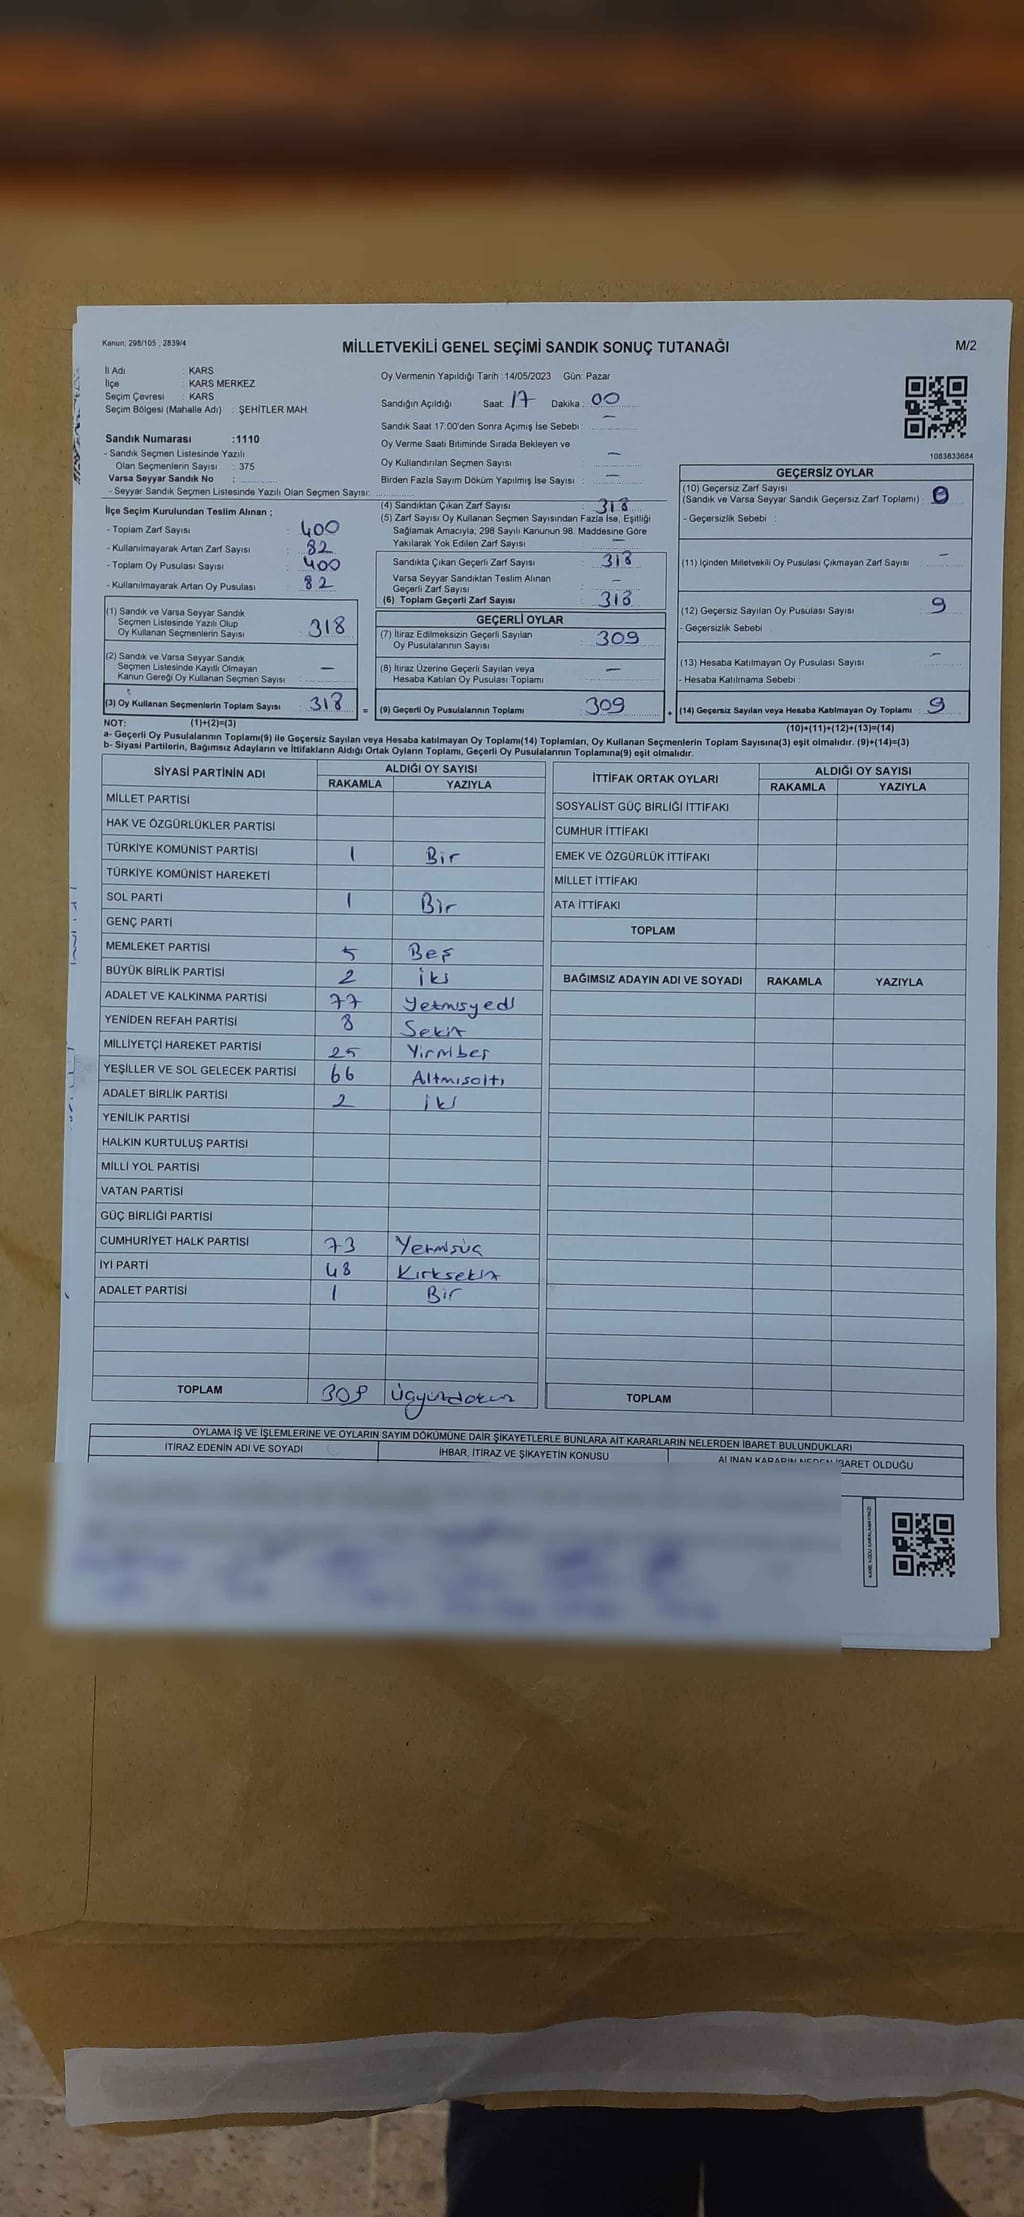 Kanun; 298/105 , 2839/4
MİLLETVEKİLİ GENEL SEÇİMİ SANDIK SONUÇ TUTANAĞI
M/2
İl Adı : KARS
İlçe : KARS MERKEZ
Seçim Çevresi : KARS
Seçim Bölgesi (Mahalle Adı) : ŞEHİTLER MAH.
Sandık Numarası :1110
- Sandık Seçmen Listesinde Yazılı
Olan Seçmenlerin Sayısı : 375
Varsa Seyyar Sandık No :
- Seyyar Sandık Seçmen Listesinde Yazılı Olan Seçmen Sayısı:
Oy Vermenin Yapıldığı Tarih :14/05/2023 Gün: Pazar
Sandığın Açıldığı Saat: 17 Dakika : 00
Sandık Saat 17:00'den Sonra Açımış İse Sebebi : —
Oy Verme Saati Bitiminde Sırada Bekleyen ve
Oy Kullandırılan Seçmen Sayısı : —
Birden Fazla Sayım Döküm Yapılmış İse Sayısı : —
1083833684
İlçe Seçim Kurulundan Teslim Alınan ;
- Toplam Zarf Sayısı : 400
- Kullanılmayarak Artan Zarf Sayısı : 82
- Toplam Oy Pusulası Sayısı : 400
- Kullanılmayarak Artan Oy Pusulası : 82
(1) Sandık ve Varsa Seyyar Sandık
Seçmen Listesinde Yazılı Olup
Oy Kullanan Seçmenlerin Sayısı : 318
(2) Sandık ve Varsa Seyyar Sandık
Seçmen Listesinde Kayıtlı Olmayan
Kanun Gereği Oy Kullanan Seçmen Sayısı : —
(3) Oy Kullanan Seçmenlerin Toplam Sayısı : 318 =
(4) Sandıktan Çıkan Zarf Sayısı : 318
(5) Zarf Sayısı Oy Kullanan Seçmen Sayısından Fazla İse, Eşitliği
Sağlamak Amacıyla, 298 Sayılı Kanunun 98. Maddesine Göre
Yakılarak Yok Edilen Zarf Sayısı : —
Sandıkta Çıkan Geçerli Zarf Sayısı : 318
Varsa Seyyar Sandıktan Teslim Alınan
Geçerli Zarf Sayısı : —
(6) Toplam Geçerli Zarf Sayısı : 318
GEÇERLİ OYLAR
(7) İtiraz Edilmeksizin Geçerli Sayılan
Oy Pusulalarının Sayısı : 309
(8) İtiraz Üzerine Geçerli Sayılan veya
Hesaba Katılan Oy Pusulası Toplamı : —
(9) Geçerli Oy Pusulalarının Toplamı : 309 +
GEÇERSİZ OYLAR
(10) Geçersiz Zarf Sayısı
(Sandık ve Varsa Seyyar Sandık Geçersiz Zarf Toplamı) : 0
- Geçersizlik Sebebi :
(11) İçinden Milletvekili Oy Pusulası Çıkmayan Zarf Sayısı : —
(12) Geçersiz Sayılan Oy Pusulası Sayısı : 9
- Geçersizlik Sebebi :
(13) Hesaba Katılmayan Oy Pusulası Sayısı : —
- Hesaba Katılmama Sebebi :
(14) Geçersiz Sayılan veya Hesaba Katılmayan Oy Toplamı : 9
NOT: (1)+(2)=(3) (10)+(11)+(12)+(13)=(14)
a- Geçerli Oy Pusulalarının Toplamı(9) ile Geçersiz Sayılan veya Hesaba katılmayan Oy Toplamı(14) Toplamları, Oy Kullanan Seçmenlerin Toplam Sayısına(3) eşit olmalıdır. (9)+(14)=(3)
b- Siyasi Partilerin, Bağımsız Adayların ve İttifakların Aldığı Ortak Oyların Toplamı, Geçerli Oy Pusulalarının Toplamına(9) eşit olmalıdır.
SİYASİ PARTİNİN ADI ALDIĞI OY SAYISI
RAKAMLA YAZIYLA
MİLLET PARTİSİ
HAK VE ÖZGÜRLÜKLER PARTİSİ
TÜRKİYE KOMÜNİST PARTİSİ 1 Bir
TÜRKİYE KOMÜNİST HAREKETİ
SOL PARTİ 1 Bir
GENÇ PARTİ
MEMLEKET PARTİSİ 5 Beş
BÜYÜK BİRLİK PARTİSİ 2 İki
ADALET VE KALKINMA PARTİSİ 77 Yetmisyedi
YENİDEN REFAH PARTİSİ 8 Sekiz
MİLLİYETÇİ HAREKET PARTİSİ 25 Yirmibeş
YEŞİLLER VE SOL GELECEK PARTİSİ 66 Altmısaltı
ADALET BİRLİK PARTİSİ 2 İki
YENİLİK PARTİSİ
HALKIN KURTULUŞ PARTİSİ
MİLLİ YOL PARTİSİ
VATAN PARTİSİ
GÜÇ BİRLİĞİ PARTİSİ
CUMHURİYET HALK PARTİSİ 73 Yetmisüç
İYİ PARTİ 48 Kırksekiz
ADALET PARTİSİ 1 Bir
TOPLAM 309 Üçyüzdokuz
İTTİFAK ORTAK OYLARI ALDIĞI OY SAYISI
RAKAMLA YAZIYLA
SOSYALİST GÜÇ BİRLİĞİ İTTİFAKI
CUMHUR İTTİFAKI
EMEK VE ÖZGÜRLÜK İTTİFAKI
MİLLET İTTİFAKI
ATA İTTİFAKI
TOPLAM
BAĞIMSIZ ADAYIN ADI VE SOYADI RAKAMLA YAZIYLA
TOPLAM
OYLAMA İŞ VE İŞLEMLERİNE VE OYLARIN SAYIM DÖKÜMÜNE DAİR ŞİKAYETLERLE BUNLARA AİT KARARLARIN NELERDEN İBARET BULUNDUKLARI
İTİRAZ EDENİN ADI VE SOYADI İHBAR, İTİRAZ VE ŞİKAYETİN KONUSU ALINAN KARARIN NEDEN İBARET OLDUĞU